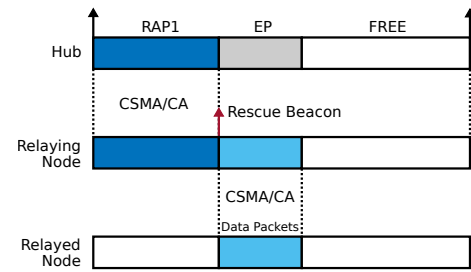 RAP1 EP FREE
Hub
CSMA/CA
Rescue Beacon
Relaying
Node
CSMA/CA
Data Packets
Relayed
Node